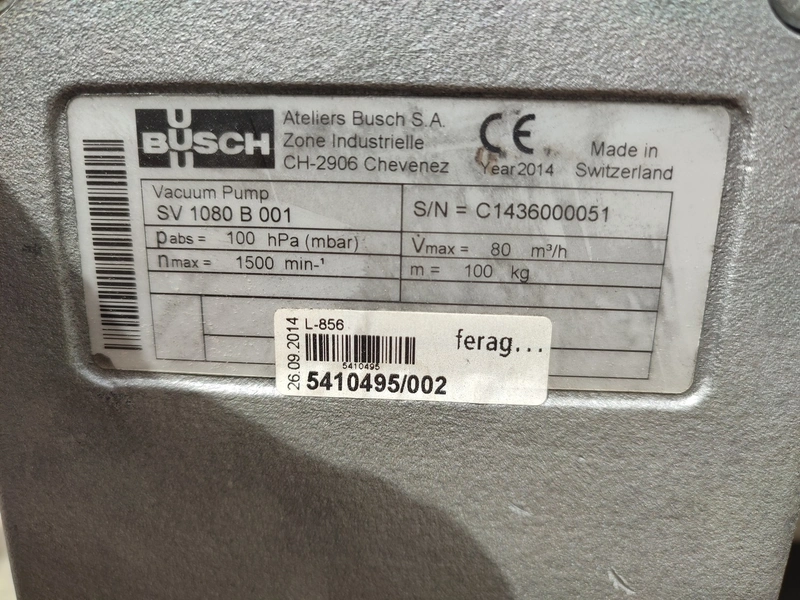 BUSCH
Ateliers Busch S.A.
Zone Industrielle
CH-2906 Chevenez
CE
Year2014
Made in
Switzerland
Vacuum Pump
SV 1080 B 001
S/N = C1436000051
pabs = 100 hPa (mbar)
V̇max = 80 m³/h
nmax = 1500 min-¹
m = 100 kg
26.09.2014
L-856
5410495
5410495/002
ferag...